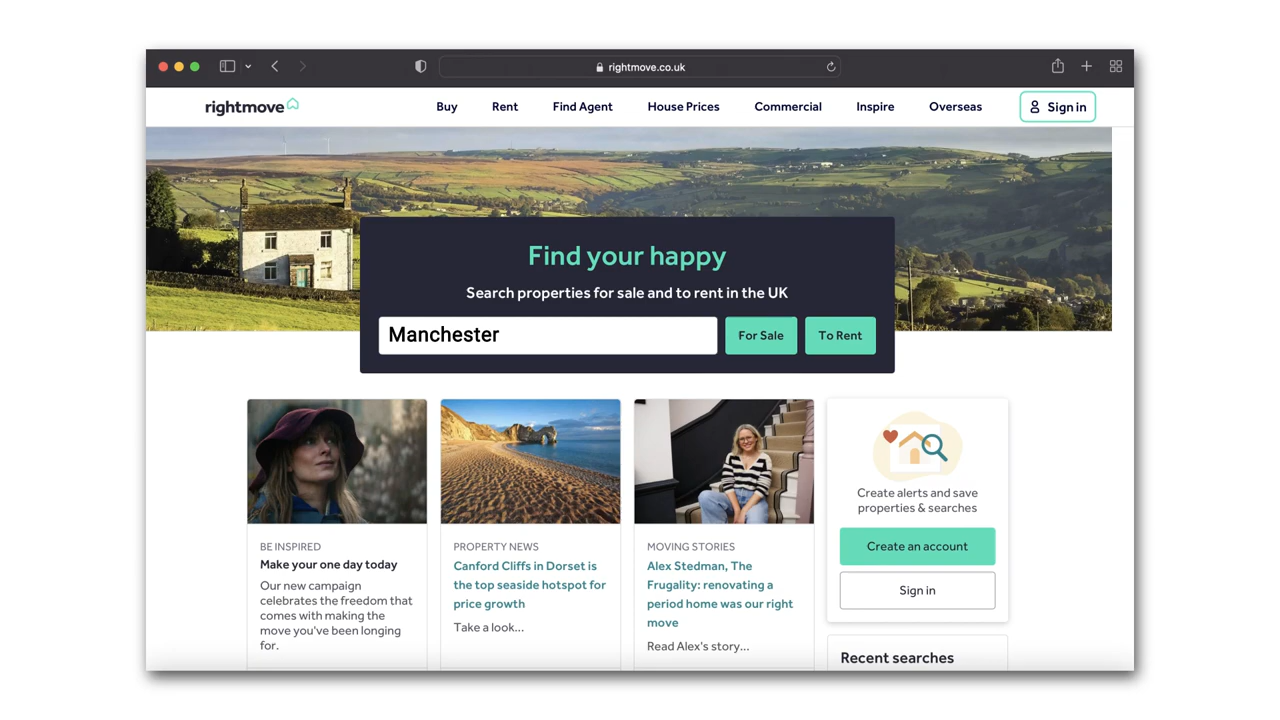 rightmove.co.uk
rightmove
Buy Rent Find Agent House Prices Commercial Inspire Overseas Sign in
Find your happy
Search properties for sale and to rent in the UK
Manchester For Sale To Rent
BE INSPIRED
Make your one day today
Our new campaign
celebrates the freedom that
comes with making the
move you've been longing
for.
PROPERTY NEWS
Canford Cliffs in Dorset is
the top seaside hotspot for
price growth
Take a look...
MOVING STORIES
Alex Stedman, The
Frugality: renovating a
period home was our right
move
Read Alex's story...
Create alerts and save
properties & searches
Create an account
Sign in
Recent searches